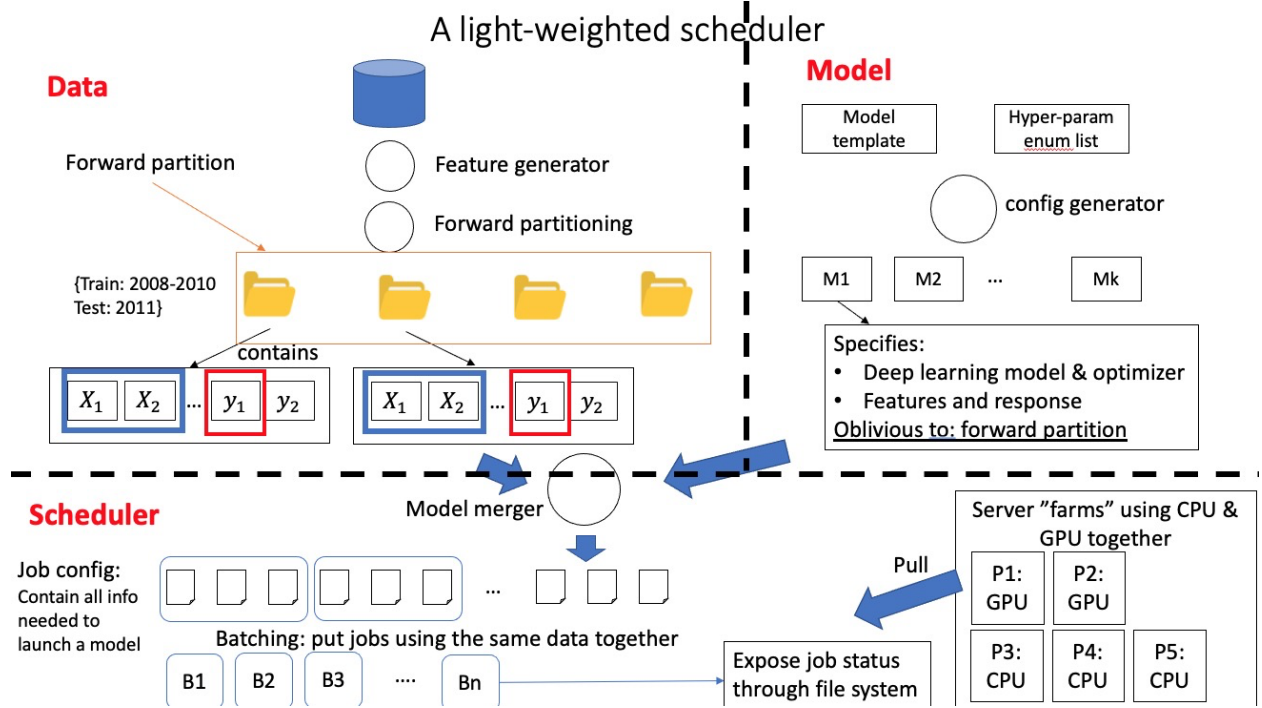 A light-weighted scheduler
Data
Feature generator
Forward partition
Forward partitioning
{Train: 2008-2010
Test: 2011}
contains
X₁ X₂ ... y₁ y₂
X₁ X₂ ... y₁ y₂
Model
Model
template
Hyper-param
enum list
config generator
M1 M2 ... Mk
Specifies:
• Deep learning model & optimizer
• Features and response
Oblivious to: forward partition
Scheduler
Model merger
Job config:
Contain all info
needed to
launch a model
...
Batching: put jobs using the same data together
B1 B2 B3 .... Bn
Expose job status
through file system
Pull
Server ”farms” using CPU &
GPU together
P1:
GPU
P2:
GPU
P3:
CPU
P4:
CPU
P5:
CPU